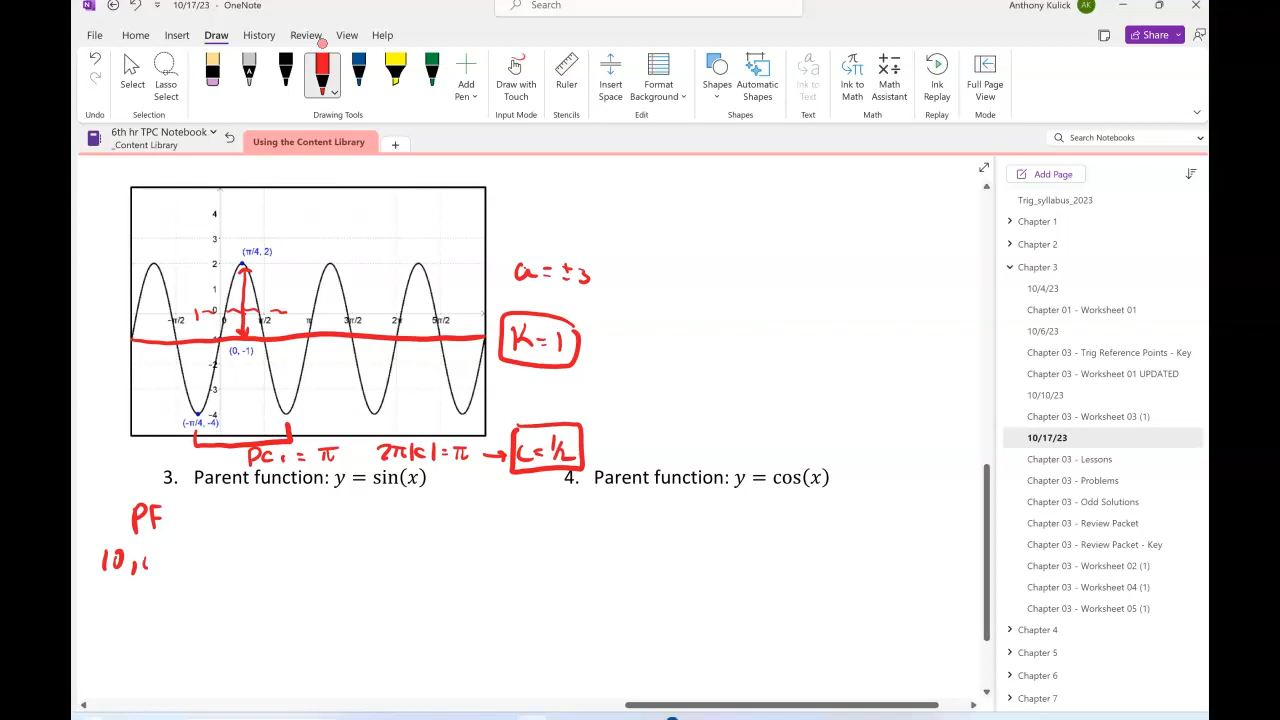 10/17/23 - OneNote
Search
Anthony Kulick AK
File Home Insert Draw History Review View Help
Share
Undo
Select
Lasso Select
Add Pen
Draw with Touch
Ruler
Insert Space
Format Background
Shapes
Automatic Shapes
Ink to Text
Ink to Math
Math Assistant
Ink Replay
Full Page View
Undo Selection Drawing Tools Input Mode Stencils Edit Shapes Text Math Replay Mode
6th hr TPC Notebook
_Content Library
Using the Content Library
Search Notebooks
Add Page
4
3
2
1
0
-2
-3
-4
(π/4, 2)
-π/2 0 π/2 π 3π/2 2π 5π/2
(0, -1)
(-π/4, -4)
a = ±3
K = 1
Per = π 2π|c| = π → c = 1/2
3. Parent function: y = sin(x)
4. Parent function: y = cos(x)
PF
Trig_syllabus_2023
Chapter 1
Chapter 2
Chapter 3
10/4/23
Chapter 01 - Worksheet 01
10/6/23
Chapter 03 - Trig Reference Points - Key
Chapter 03 - Worksheet 01 UPDATED
10/10/23
Chapter 03 - Worksheet 03 (1)
10/17/23
Chapter 03 - Lessons
Chapter 03 - Problems
Chapter 03 - Odd Solutions
Chapter 03 - Review Packet
Chapter 03 - Review Packet - Key
Chapter 03 - Worksheet 02 (1)
Chapter 03 - Worksheet 04 (1)
Chapter 03 - Worksheet 05 (1)
Chapter 4
Chapter 5
Chapter 6
Chapter 7